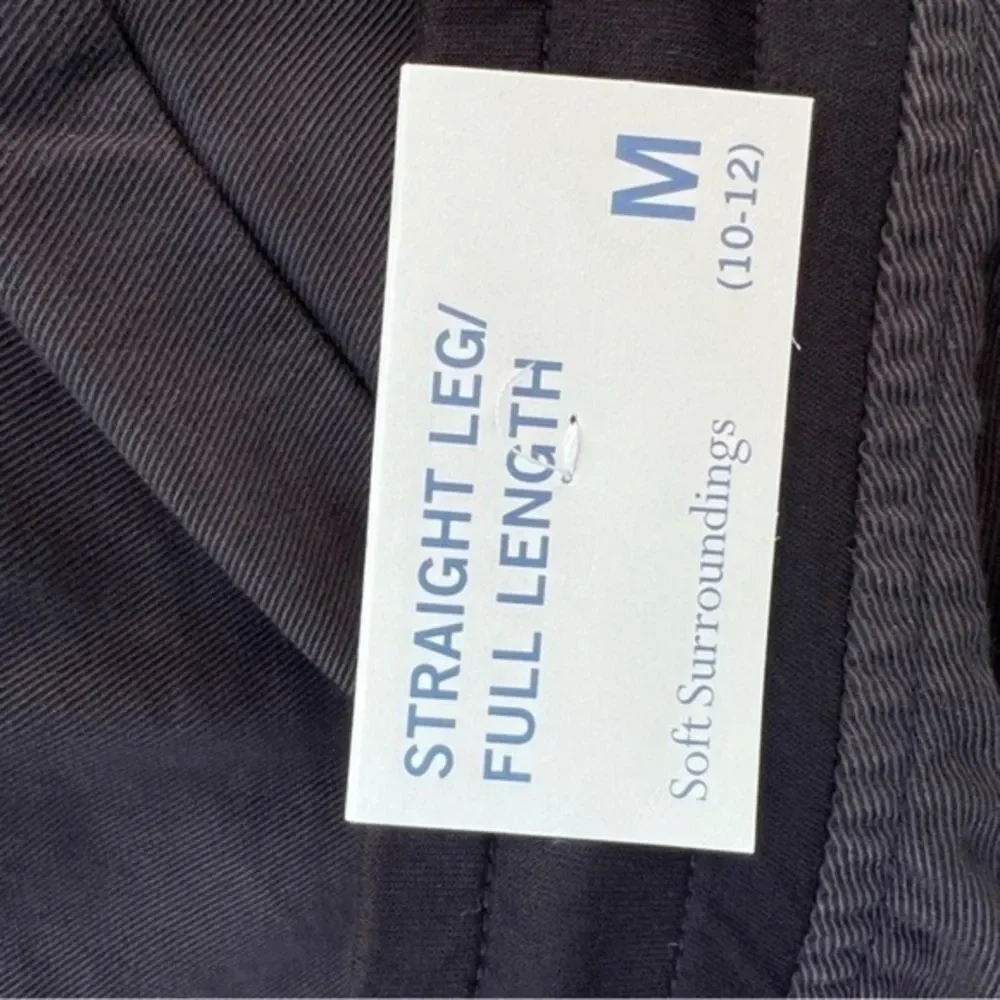 STRAIGHT LEG/
FULL LENGTH
M
(10-12)
Soft Surroundings